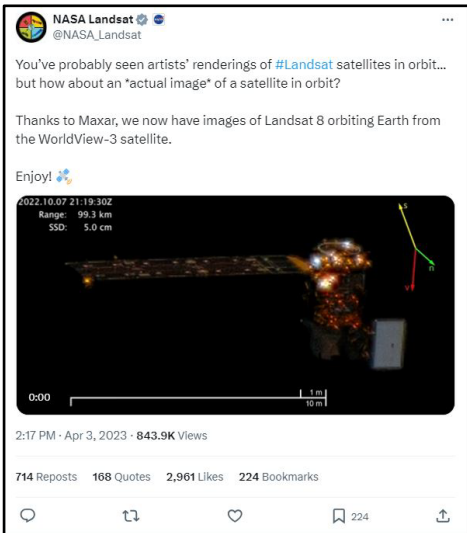 NASA Landsat
@NASA_Landsat
You've probably seen artists' renderings of #Landsat satellites in orbit...
but how about an *actual image* of a satellite in orbit?
Thanks to Maxar, we now have images of Landsat 8 orbiting Earth from
the WorldView-3 satellite.
Enjoy! 🛰️
2022.10.07 21:19:30Z
Range: 99.3 km
SSD: 5.0 cm
s
n
v
0:00
1 m
10 m
2:17 PM · Apr 3, 2023 · 843.9K Views
714 Reposts 168 Quotes 2,961 Likes 224 Bookmarks
224